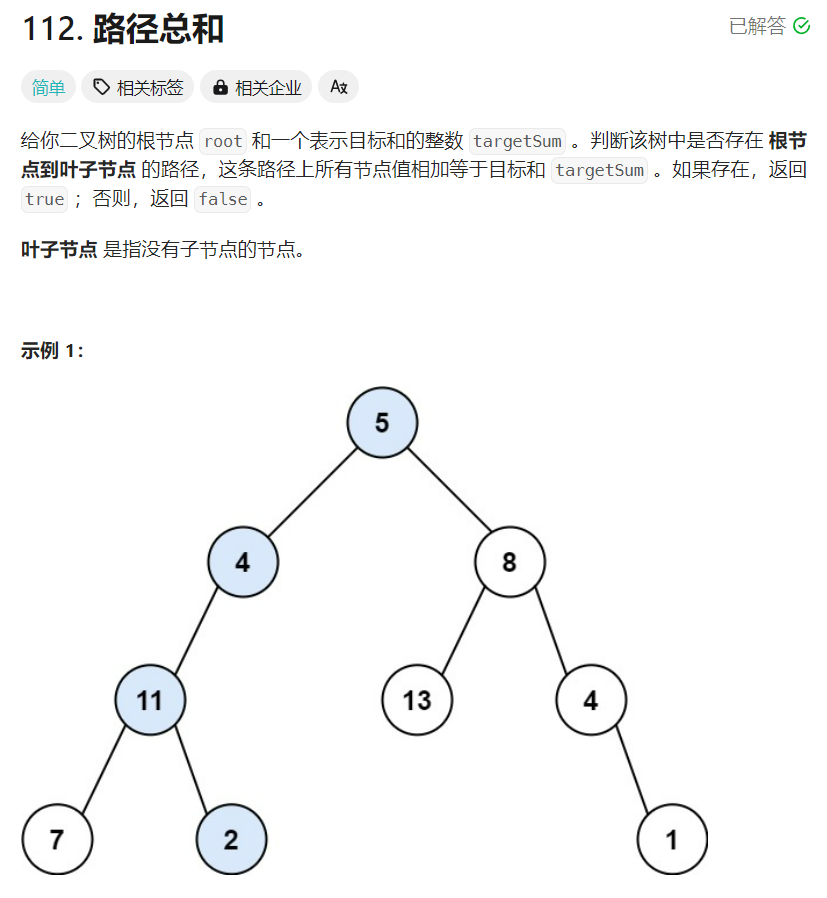 112. 路径总和
已解答
简单 相关标签 相关企业 A文
给你二叉树的根节点 root 和一个表示目标和的整数 targetSum 。判断该树中是否存在 根节
点到叶子节点 的路径，这条路径上所有节点值相加等于目标和 targetSum 。如果存在，返回
true ；否则，返回 false 。
叶子节点 是指没有子节点的节点。
示例 1：
5
4 8
11 13 4
7 2 1